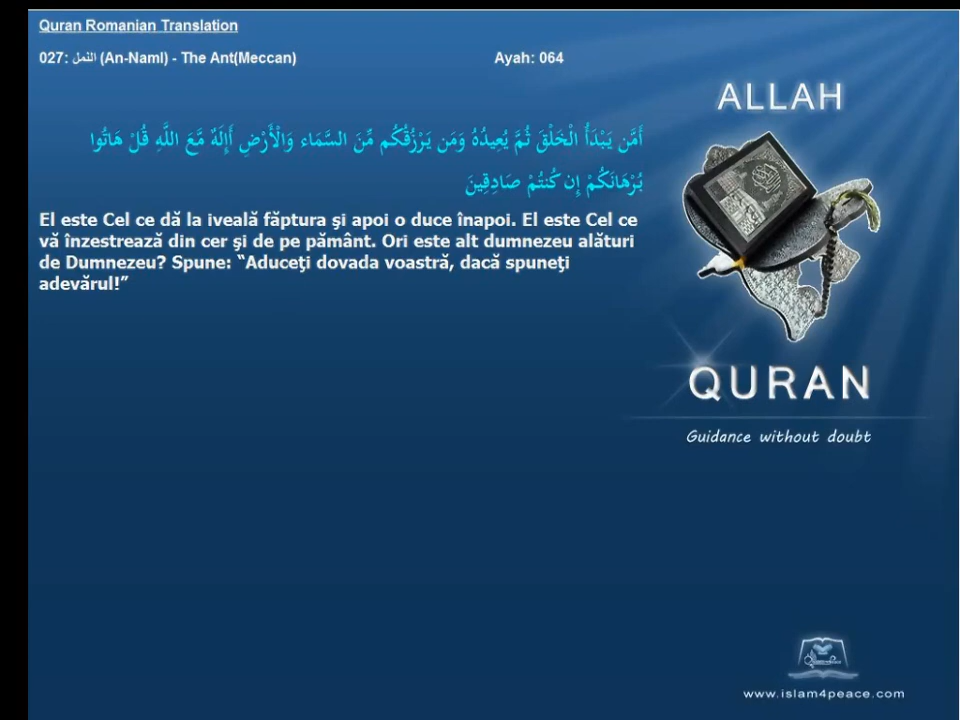 Quran Romanian Translation
027: النمل (An-Naml) - The Ant(Meccan) Ayah: 064
أَمَّن يَبْدَأُ الْخَلْقَ ثُمَّ يُعِيدُهُ وَمَن يَرْزُقُكُم مِّنَ السَّمَاء وَالْأَرْضِ أَإِلَهٌ مَّعَ اللَّهِ قُلْ هَاتُوا
بُرْهَانَكُمْ إِن كُنتُمْ صَادِقِينَ
El este Cel ce dă la iveală făptura şi apoi o duce înapoi. El este Cel ce
vă înzestrează din cer şi de pe pământ. Ori este alt dumnezeu alături
de Dumnezeu? Spune: “Aduceţi dovada voastră, dacă spuneţi
adevărul!”
ALLAH
QURAN
Guidance without doubt
www.islam4peace.com